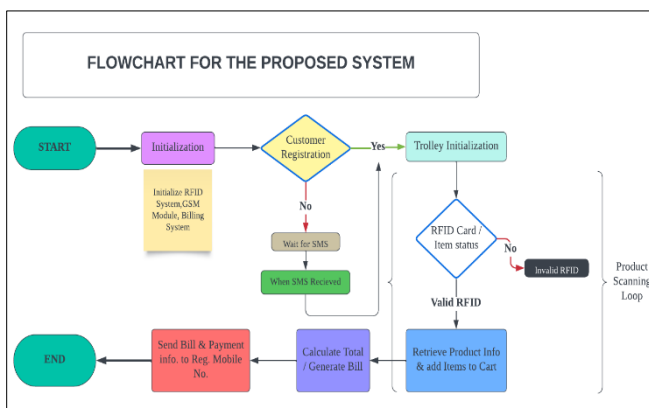 FLOWCHART FOR THE PROPOSED SYSTEM
START
Initialization
Customer
Registration
Yes
Trolley Initialization
Initialize RFID
System,GSM
Module, Billing
System
No
Wait for SMS
When SMS Recieved
RFID Card /
Item status
No
Invalid RFID
Product
Scanning
Loop
Valid RFID
END
Send Bill & Payment
info. to Reg. Mobile
No.
Calculate Total
/ Generate Bill
Retrieve Product Info
& add Items to Cart